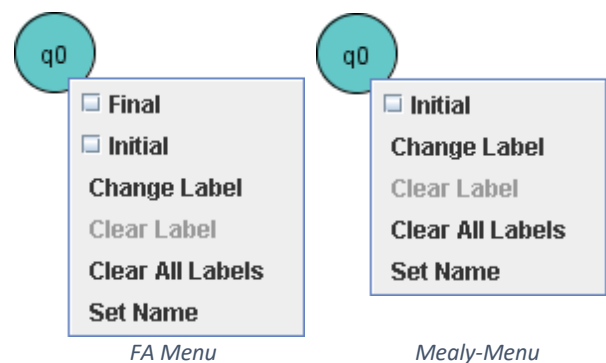 q0
Final
Initial
Change Label
Clear Label
Clear All Labels
Set Name
FA Menu
q0
Initial
Change Label
Clear Label
Clear All Labels
Set Name
Mealy-Menu